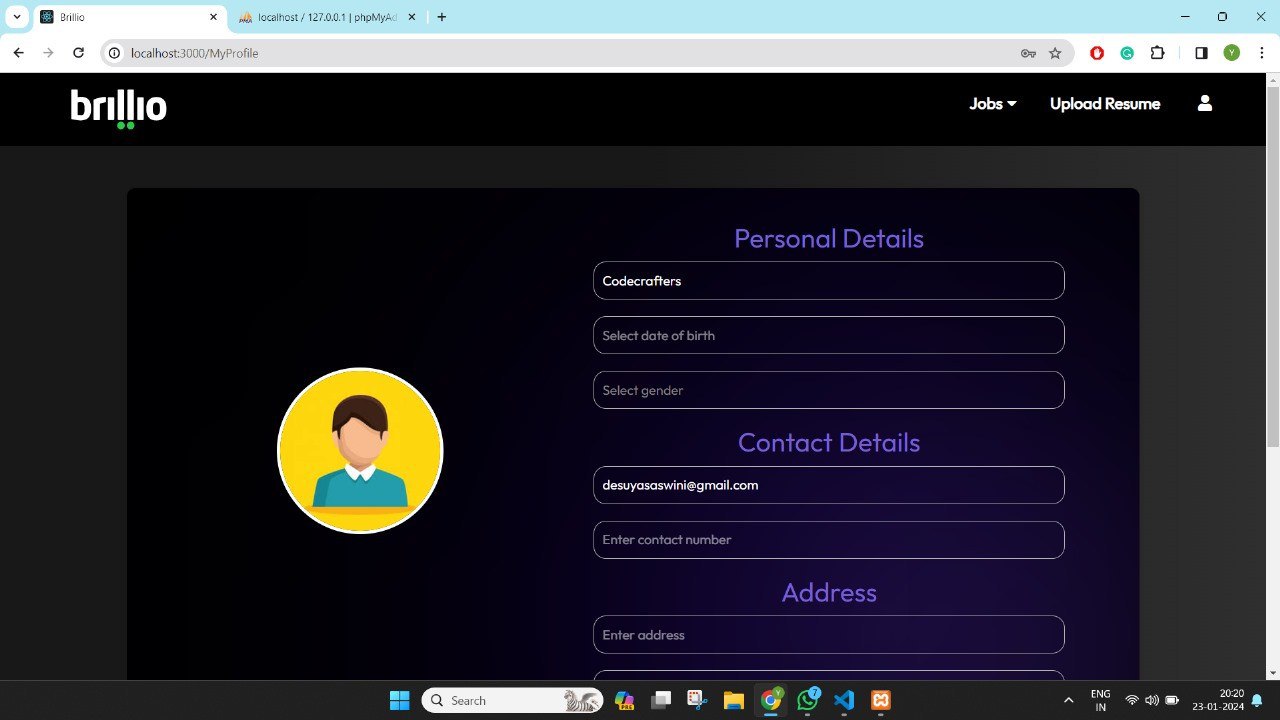 Brillio
localhost / 127.0.0.1 | phpMyAd
localhost:3000/MyProfile
Y
brillio
Jobs
Upload Resume
Personal Details
Codecrafters
Select date of birth
Select gender
Contact Details
desuyasaswini@gmail.com
Enter contact number
Address
Enter address
Search
Y
7
ENG
IN
20:20
23-01-2024